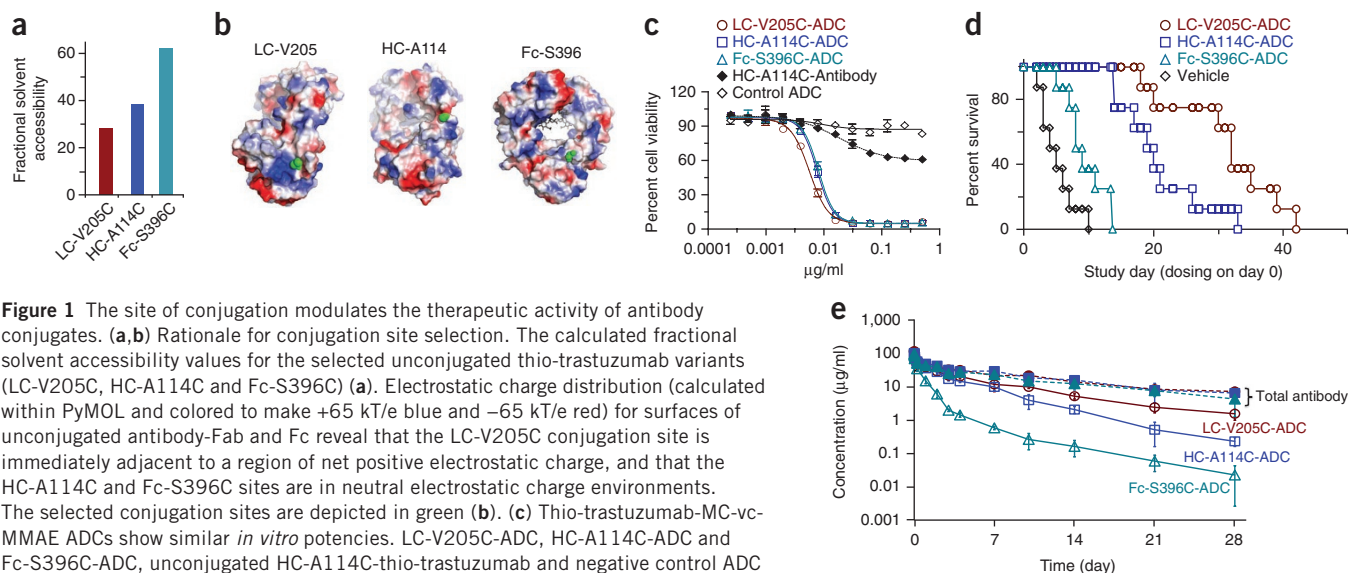 a
Fractional solvent
accessibility
60
40
20
0
LC-V205C
HC-A114C
Fc-S396C
b
LC-V205
HC-A114
Fc-S396
c
LC-V205C-ADC
HC-A114C-ADC
Fc-S396C-ADC
HC-A114C-Antibody
Control ADC
Percent cell viability
120
90
60
30
0
0.0001
0.001
0.01
0.1
1
μg/ml
d
LC-V205C-ADC
HC-A114C-ADC
Fc-S396C-ADC
Vehicle
Percent survival
80
40
0
0
20
40
Study day (dosing on day 0)
Figure 1 The site of conjugation modulates the therapeutic activity of antibody
conjugates. (a,b) Rationale for conjugation site selection. The calculated fractional
solvent accessibility values for the selected unconjugated thio-trastuzumab variants
(LC-V205C, HC-A114C and Fc-S396C) (a). Electrostatic charge distribution (calculated
within PyMOL and colored to make +65 kT/e blue and −65 kT/e red) for surfaces of
unconjugated antibody-Fab and Fc reveal that the LC-V205C conjugation site is
immediately adjacent to a region of net positive electrostatic charge, and that the
HC-A114C and Fc-S396C sites are in neutral electrostatic charge environments.
The selected conjugation sites are depicted in green (b). (c) Thio-trastuzumab-MC-vc-
MMAE ADCs show similar in vitro potencies. LC-V205C-ADC, HC-A114C-ADC and
Fc-S396C-ADC, unconjugated HC-A114C-thio-trastuzumab and negative control ADC
e
Concentration (μg/ml)
1,000
100
10
1
0.1
0.01
0.001
Total antibody
LC-V205C-ADC
HC-A114C-ADC
Fc-S396C-ADC
0
7
14
21
28
Time (day)